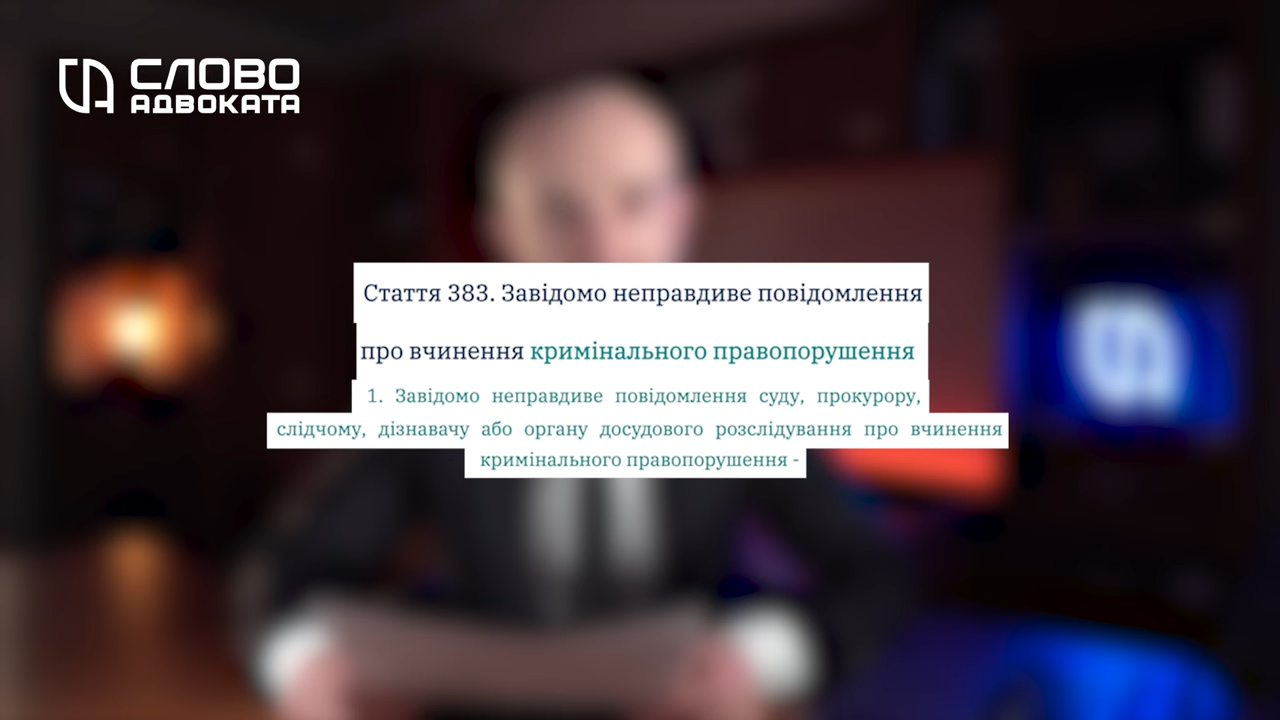 СЛОВО
АДВОКАТА
Стаття 383. Завідомо неправдиве повідомлення
про вчинення кримінального правопорушення
1. Завідомо неправдиве повідомлення суду, прокурору,
слідчому, дізнавачу або органу досудового розслідування про вчинення
кримінального правопорушення -